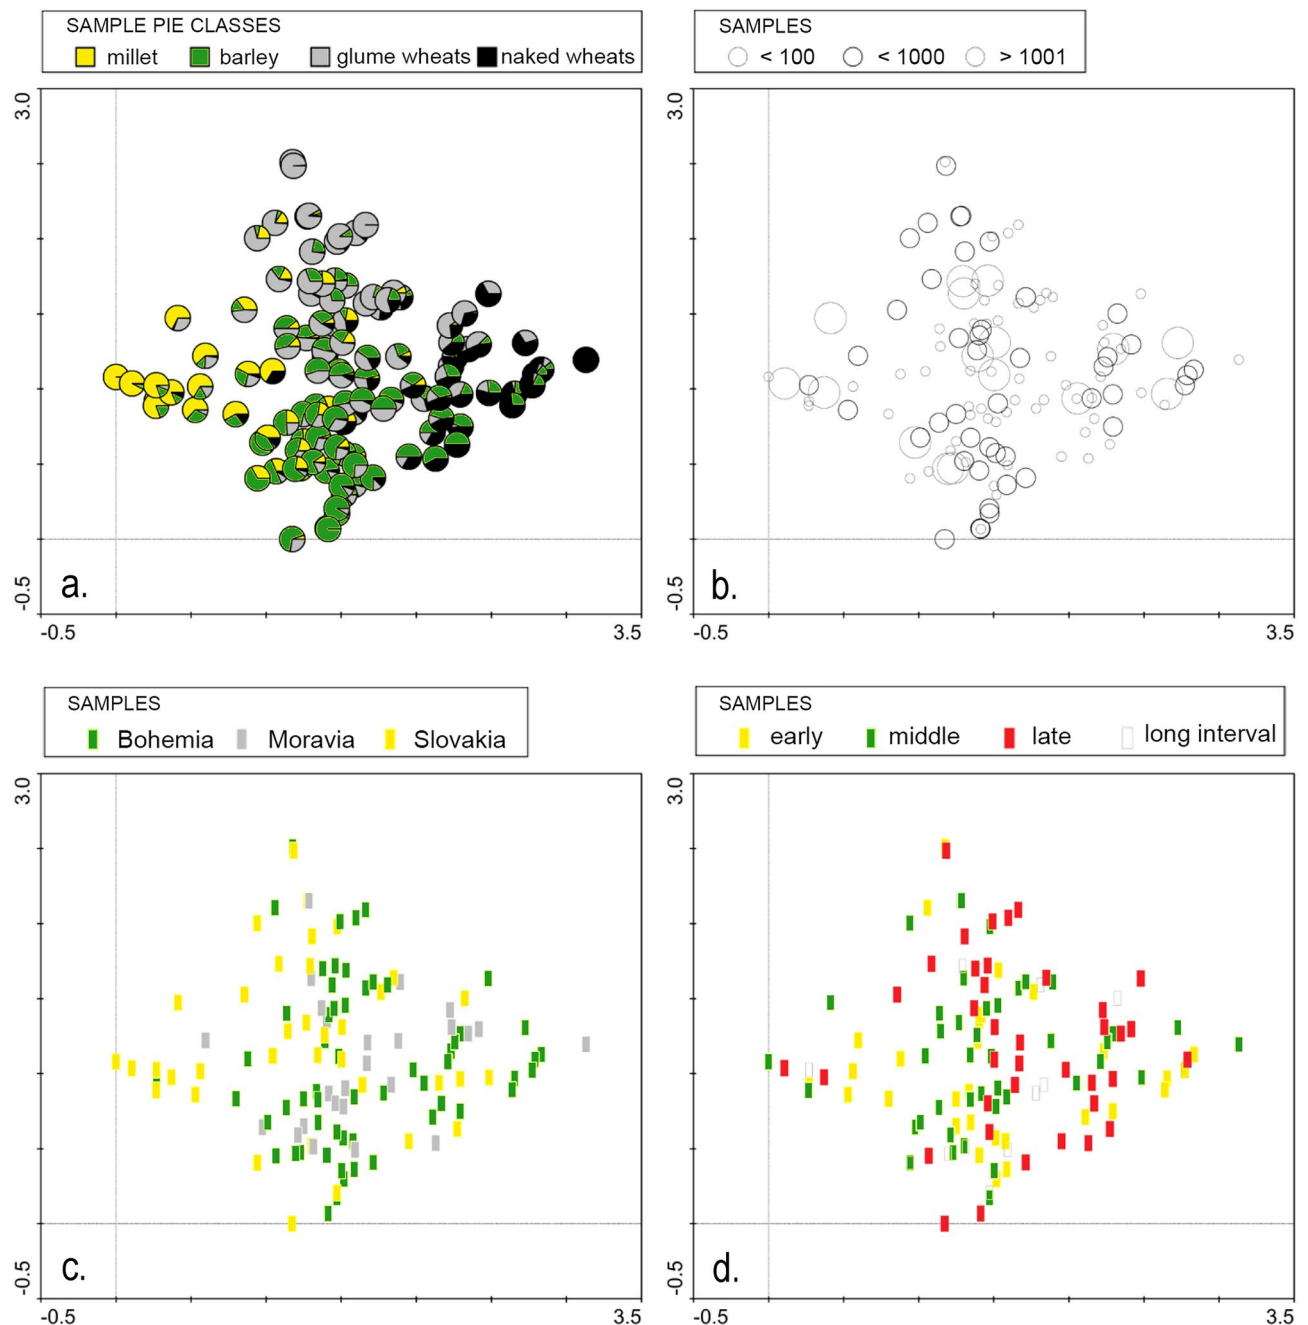 SAMPLE PIE CLASSES
millet barley glume wheats naked wheats
SAMPLES
< 100 < 1000 > 1001
3.0
a.
-0.5
-0.5 3.5
3.0
b.
-0.5
-0.5 3.5
SAMPLES
Bohemia Moravia Slovakia
SAMPLES
early middle late long interval
3.0
c.
-0.5
-0.5 3.5
3.0
d.
-0.5
-0.5 3.5